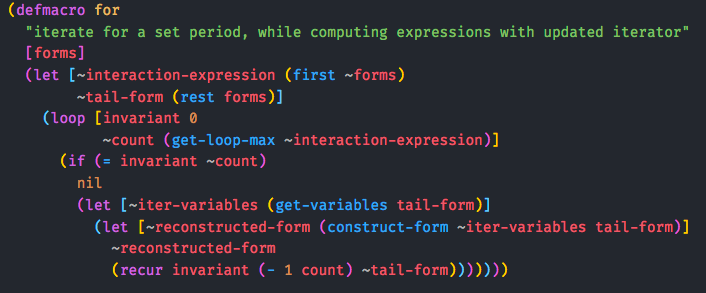 (defmacro for
"iterate for a set period, while computing expressions with updated iterator"
[forms]
(let [~interaction-expression (first ~forms)
~tail-form (rest forms)]
(loop [invariant 0
~count (get-loop-max ~interaction-expression)]
(if (= invariant ~count)
nil
(let [~iter-variables (get-variables tail-form)]
(let [~reconstructed-form (construct-form ~iter-variables tail-form)]
~reconstructed-form
(recur invariant (- 1 count) ~tail-form)))))))